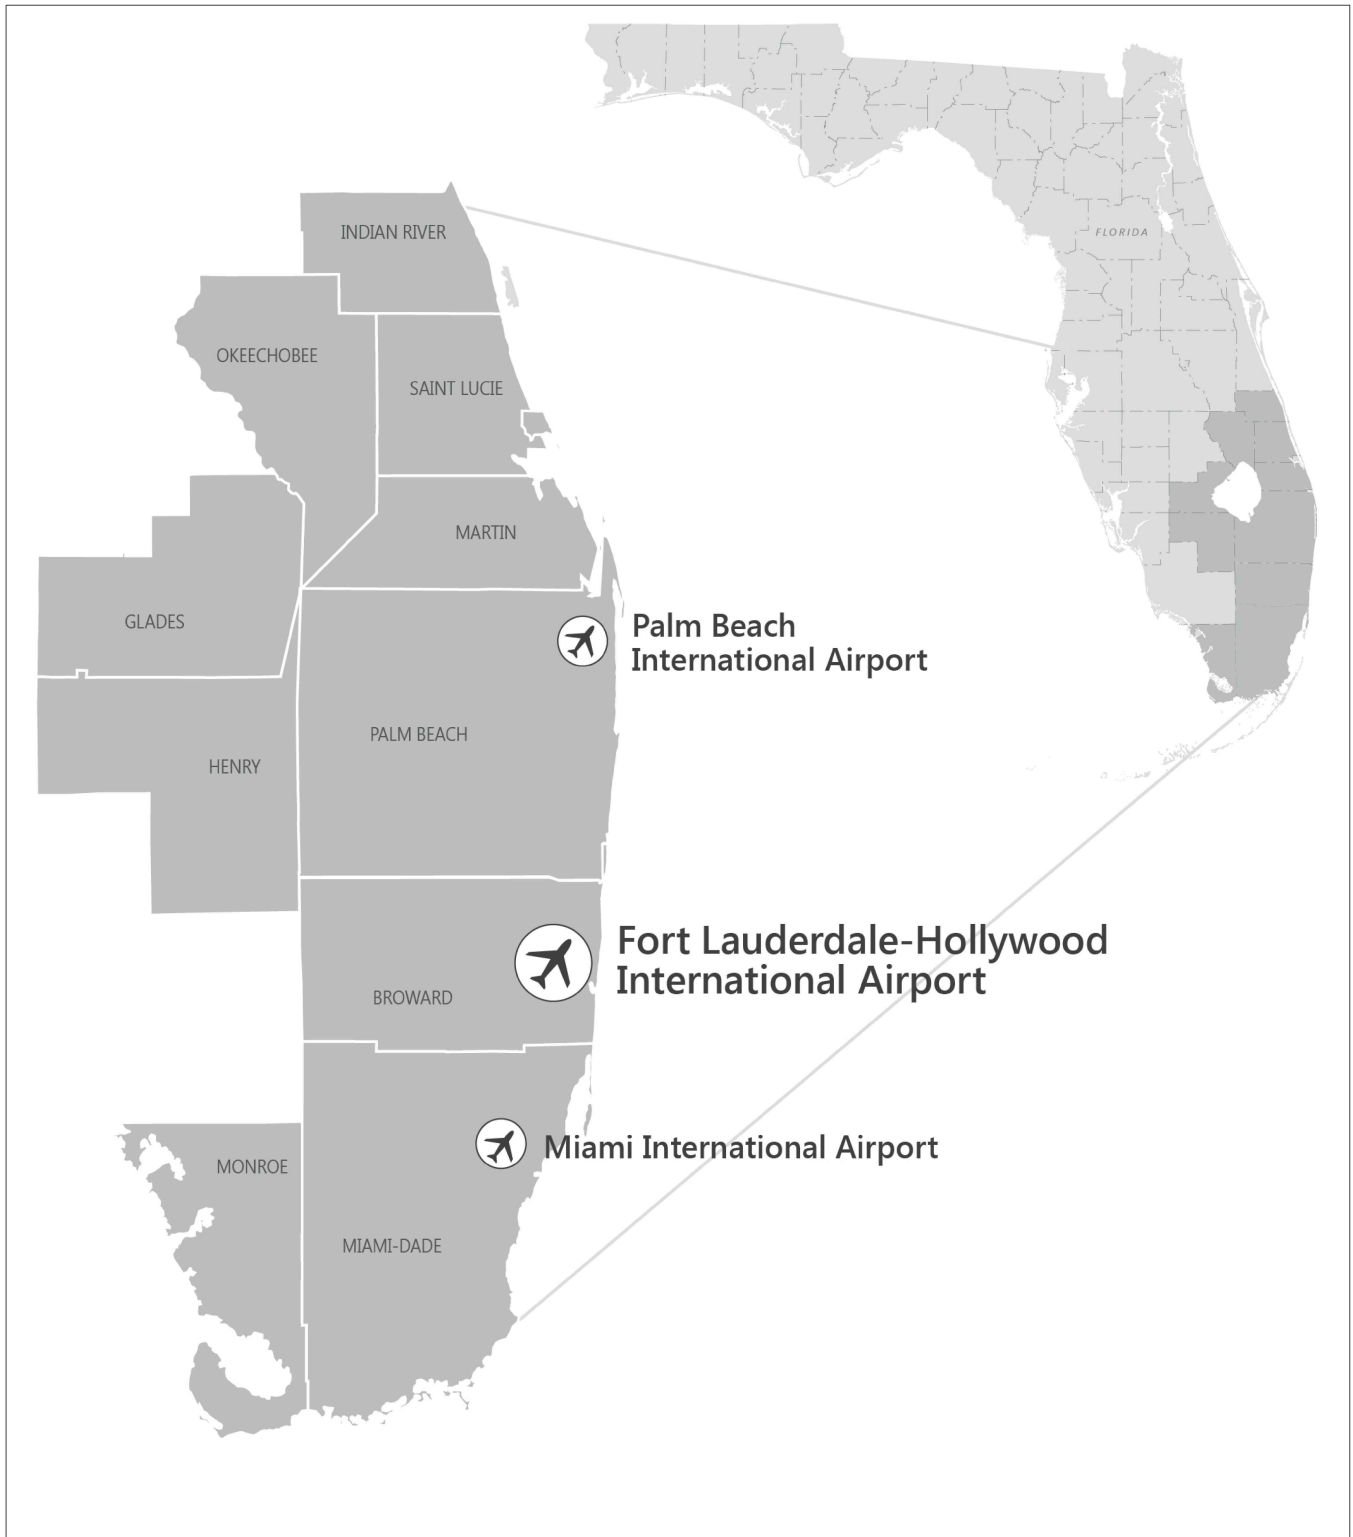 FLORIDA
INDIAN RIVER
OKEECHOBEE
SAINT LUCIE
MARTIN
GLADES
Palm Beach
International Airport
PALM BEACH
HENRY
Fort Lauderdale-Hollywood
International Airport
BROWARD
Miami International Airport
MONROE
MIAMI-DADE